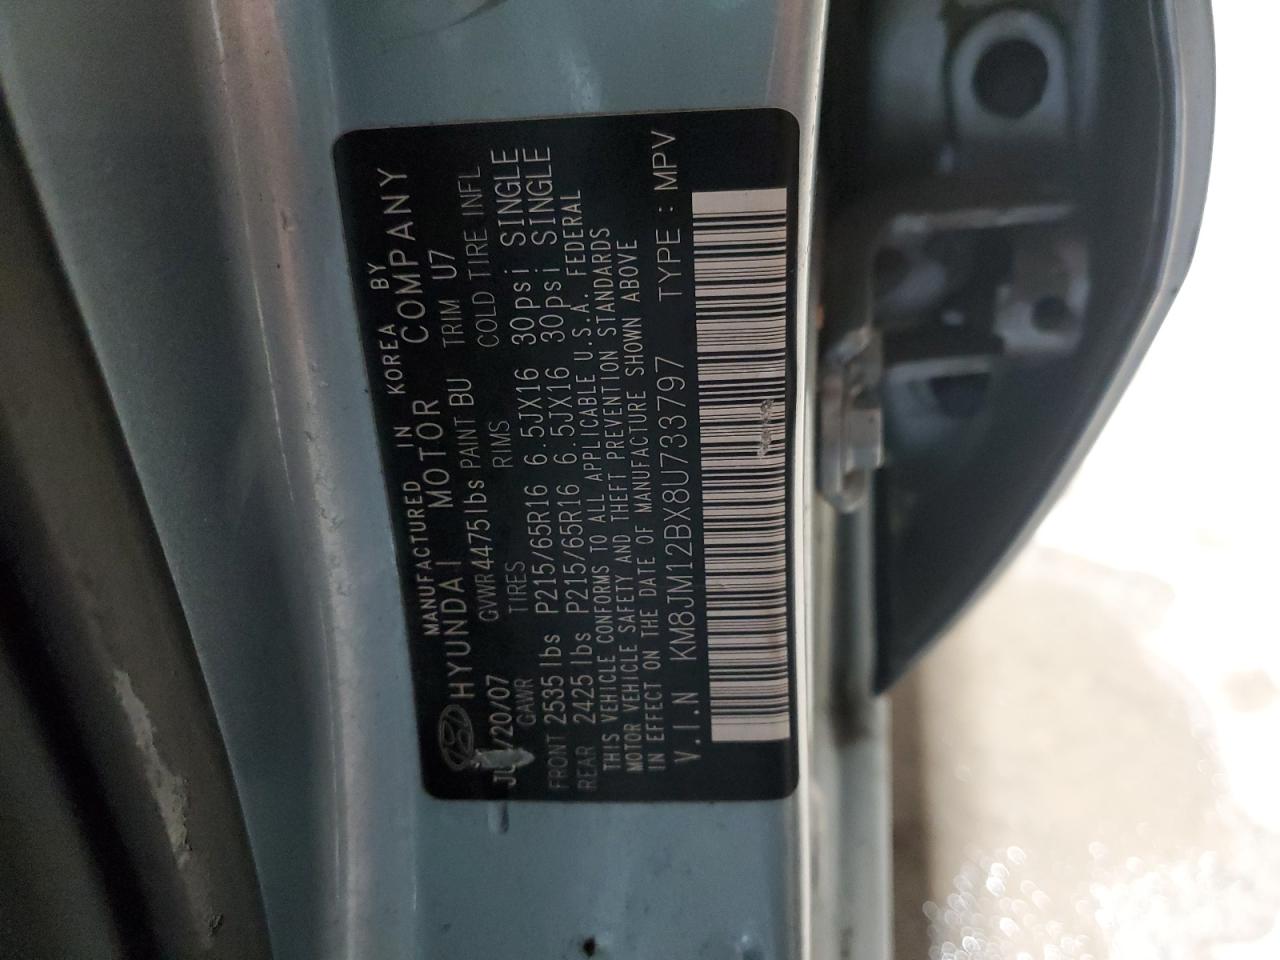 MANUFACTURED IN KOREA BY
HYUNDAI MOTOR COMPANY
GVWR 4475lbs PAINT BU TRIM U7
/20/07
GAWR TIRES RIMS COLD TIRE INFL
FRONT 2535lbs P215/65R16 6.5JX16 30psi SINGLE
REAR 2425lbs P215/65R16 6.5JX16 30psi SINGLE
THIS VEHICLE CONFORMS TO ALL APPLICABLE U.S.A. FEDERAL
MOTOR VEHICLE SAFETY AND THEFT PREVENTION STANDARDS
IN EFFECT ON THE DATE OF MANUFACTURE SHOWN ABOVE
V.I.N KM8JM12BX8U733797 TYPE : MPV